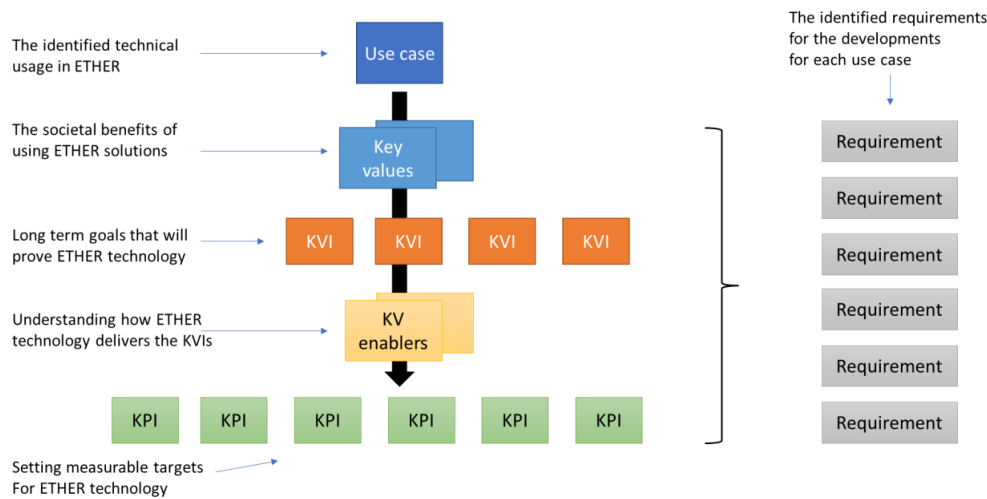 The identified technical
usage in ETHER
Use case
The identified requirements
for the developments
for each use case
The societal benefits of
using ETHER solutions
Key
values
Long term goals that will
prove ETHER technology
KVI
KVI
KVI
KVI
Understanding how ETHER
technology delivers the KVIs
KV
enablers
KPI
KPI
KPI
KPI
KPI
KPI
Setting measurable targets
For ETHER technology
Requirement
Requirement
Requirement
Requirement
Requirement
Requirement